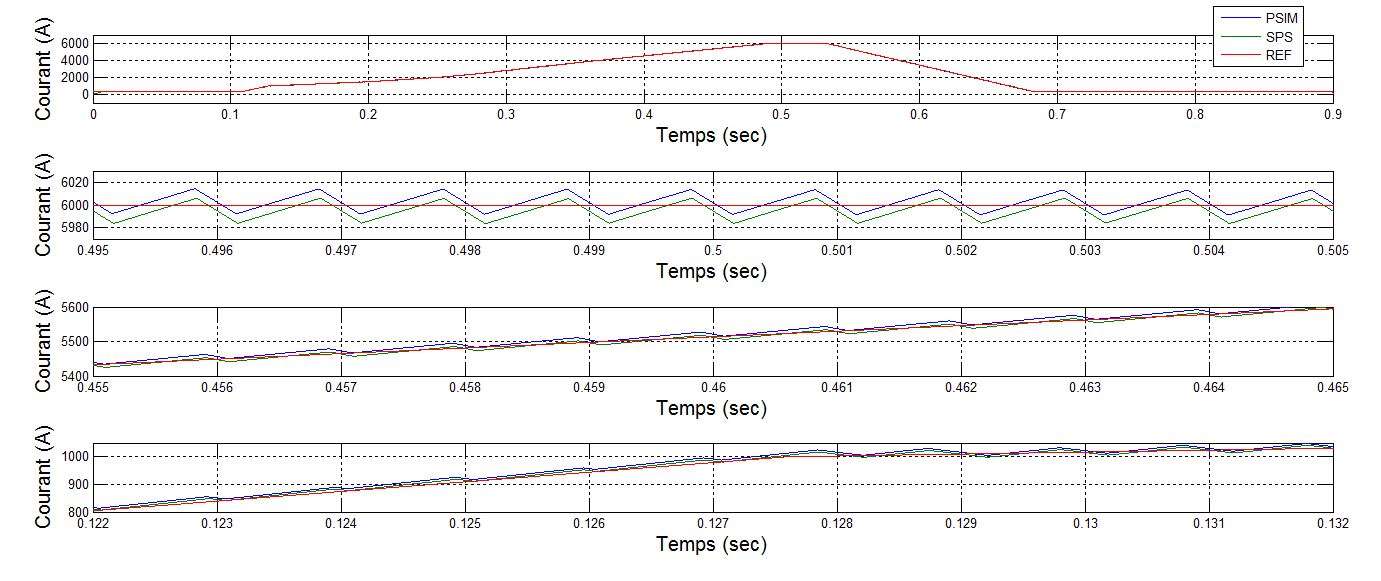 PSIM
SPS
REF
Courant (A)
6000
4000
2000
0
0 0.1 0.2 0.3 0.4 0.5 0.6 0.7 0.8 0.9
Temps (sec)
Courant (A)
6020
6000
5980
0.495 0.496 0.497 0.498 0.499 0.5 0.501 0.502 0.503 0.504 0.505
Temps (sec)
Courant (A)
5600
5500
5400
0.455 0.456 0.457 0.458 0.459 0.46 0.461 0.462 0.463 0.464 0.465
Temps (sec)
Courant (A)
1000
900
800
0.122 0.123 0.124 0.125 0.126 0.127 0.128 0.129 0.13 0.131 0.132
Temps (sec)